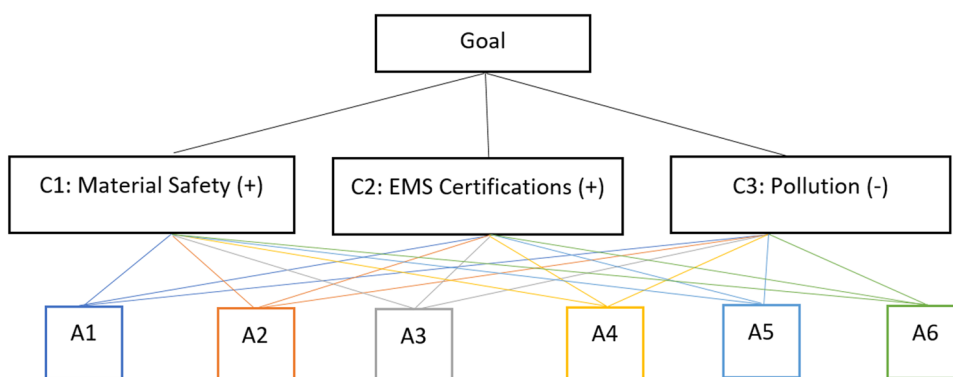 Goal
C1: Material Safety (+)
C2: EMS Certifications (+)
C3: Pollution (-)
A1
A2
A3
A4
A5
A6